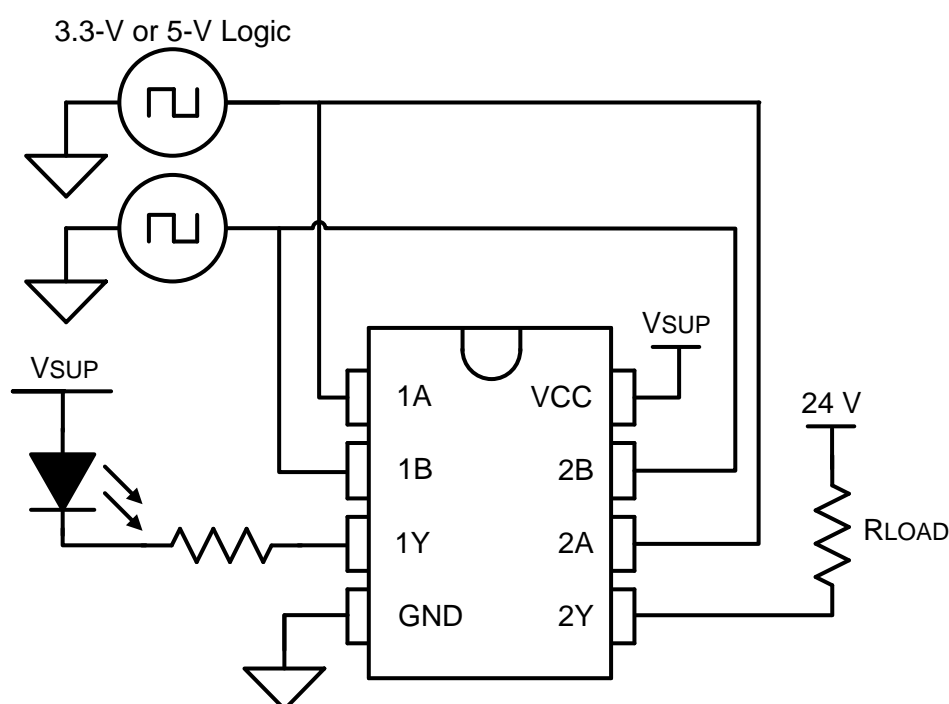 3.3-V or 5-V Logic
VSUP
VSUP
24 V
1A
VCC
1B
2B
1Y
2A
RLOAD
GND
2Y